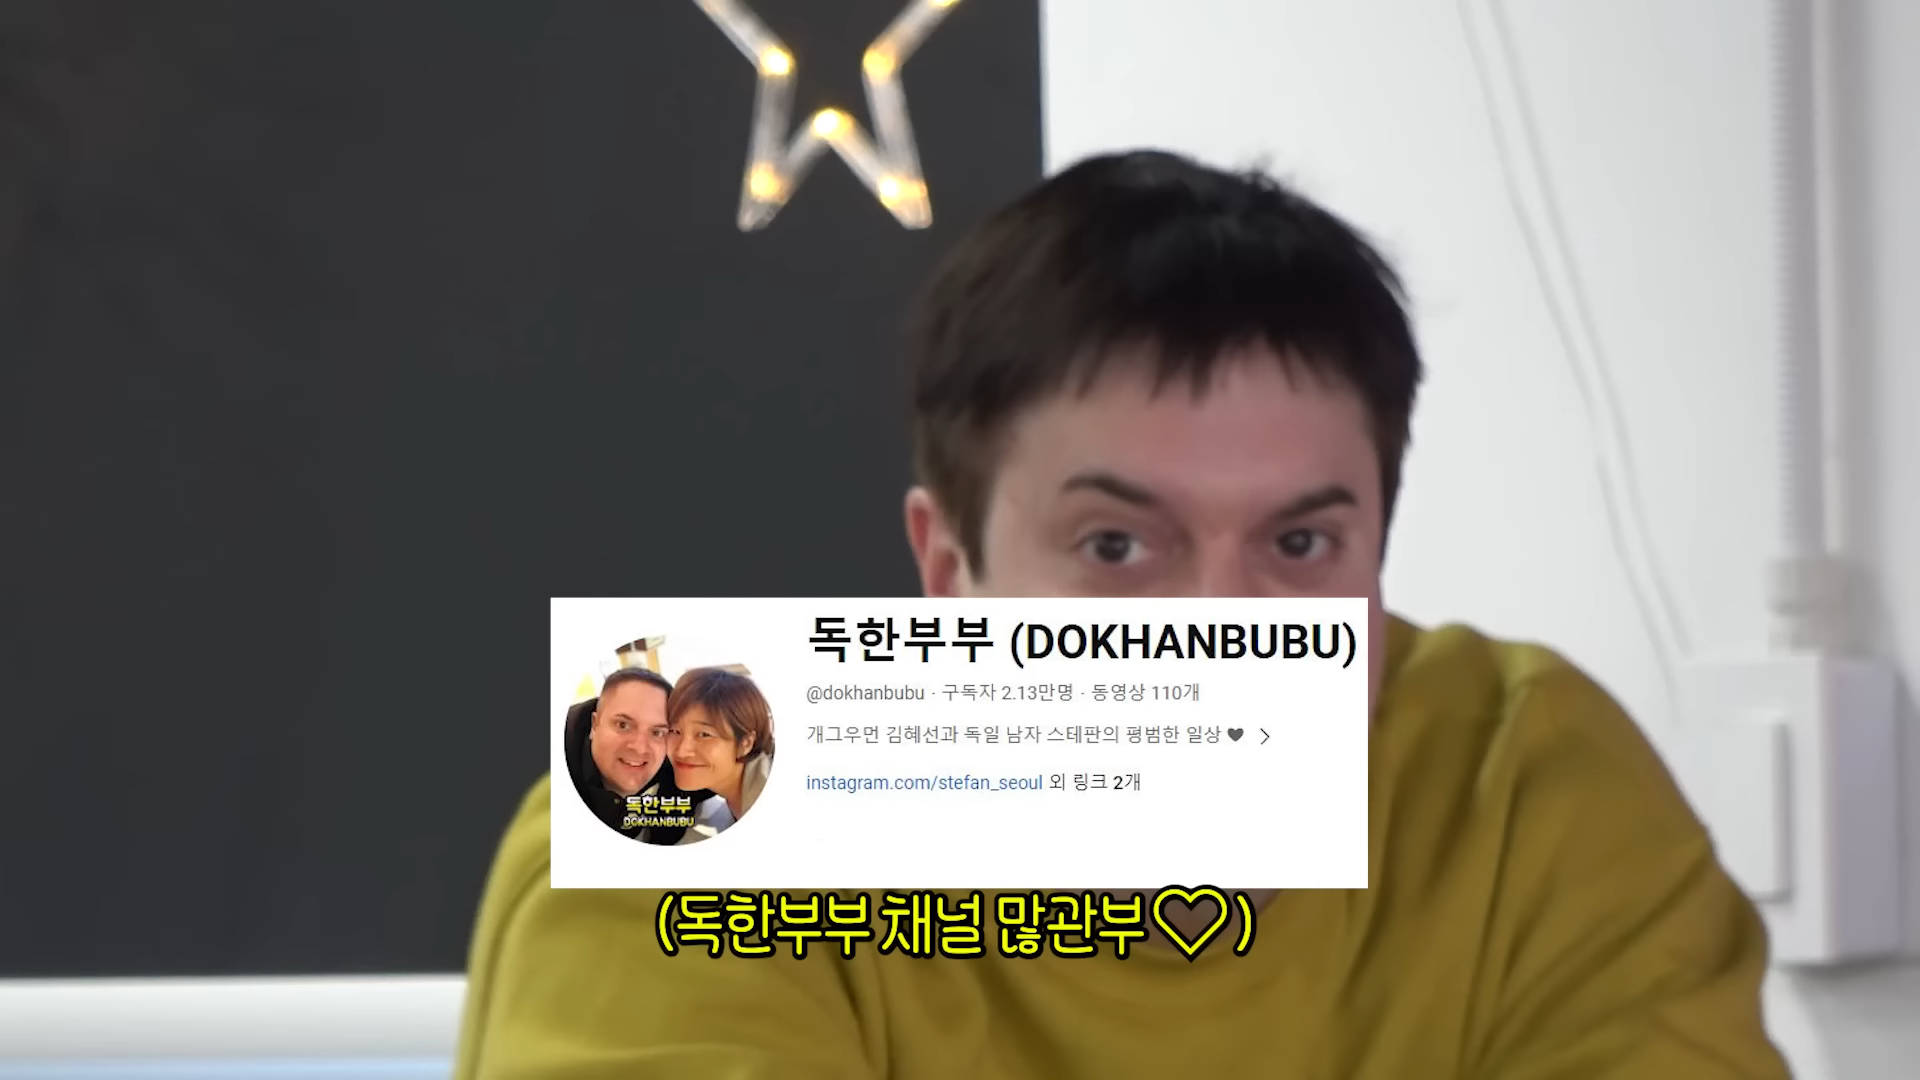 독한부부 (DOKHANBUBU)
@dokhanbubu · 구독자 2.13만명 · 동영상 110개
개그우먼 김혜선과 독일 남자 스테판의 평범한 일상 ♥ >
instagram.com/stefan_seoul 외 링크 2개
독한부부
DOKHANBUBU
(독한부부 채널 많관부♡)